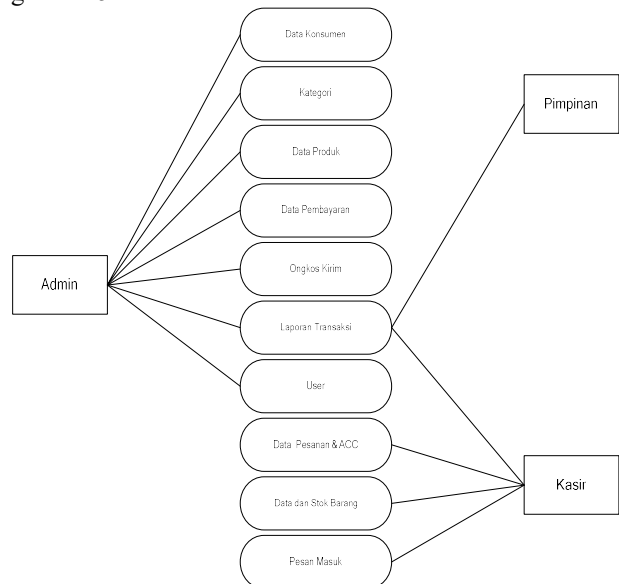 Data Konsumen
Kategori
Pimpinan
Data Produk
Data Pembayaran
Ongkos Kirim
Admin
Laporan Transaksi
User
Data Pesanan & ACC
Kasir
Data dan Stok Barang
Pesan Masuk